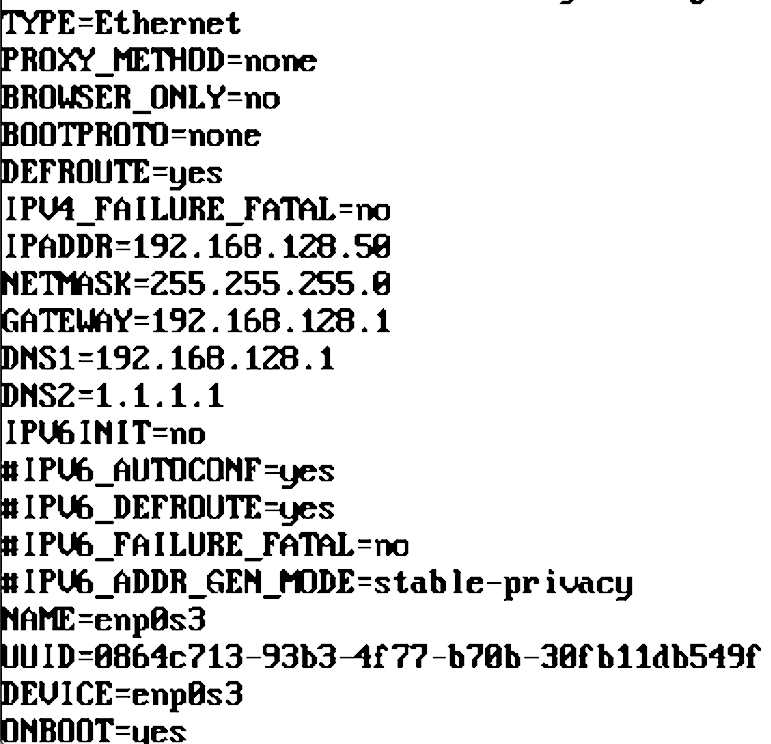 TYPE=Ethernet
PROXY_METHOD=none
BROWSER_ONLY=no
BOOTPROTO=none
DEFROUTE=yes
IPV4_FAILURE_FATAL=no
IPADDR=192.168.128.50
NETMASK=255.255.255.0
GATEWAY=192.168.128.1
DNS1=192.168.128.1
DNS2=1.1.1.1
IPV6INIT=no
#IPV6_AUTOCONF=yes
#IPV6_DEFROUTE=yes
#IPV6_FAILURE_FATAL=no
#IPV6_ADDR_GEN_MODE=stable-privacy
NAME=enp0s3
UUID=0864c713-93b3-4f77-b70b-30fb11db549f
DEVICE=enp0s3
ONBOOT=yes